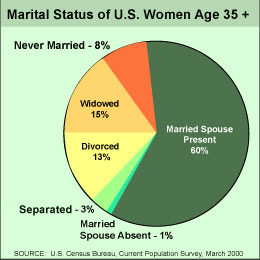 Marital Status of U.S. Women Age 35 +
Never Married - 8%
Widowed
15%
Married Spouse
Present
60%
Divorced
13%
Separated - 3%
Married
Spouse Absent - 1%
SOURCE: U.S. Census Bureau, Current Population Survey, March 2000